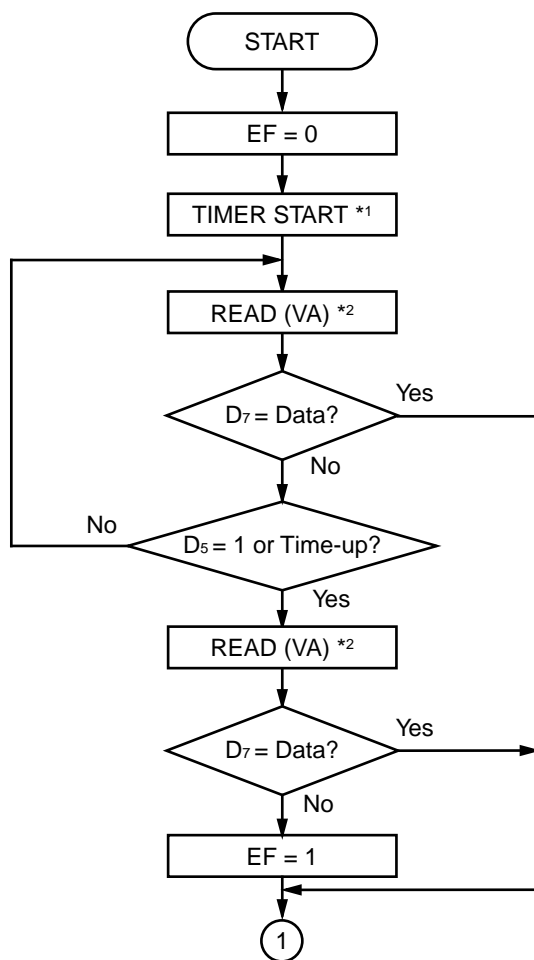 START
EF = 0
TIMER START *1
READ (VA) *2
D7 = Data?
Yes
No
D5 = 1 or Time-up?
No
Yes
READ (VA) *2
D7 = Data?
Yes
No
EF = 1
1